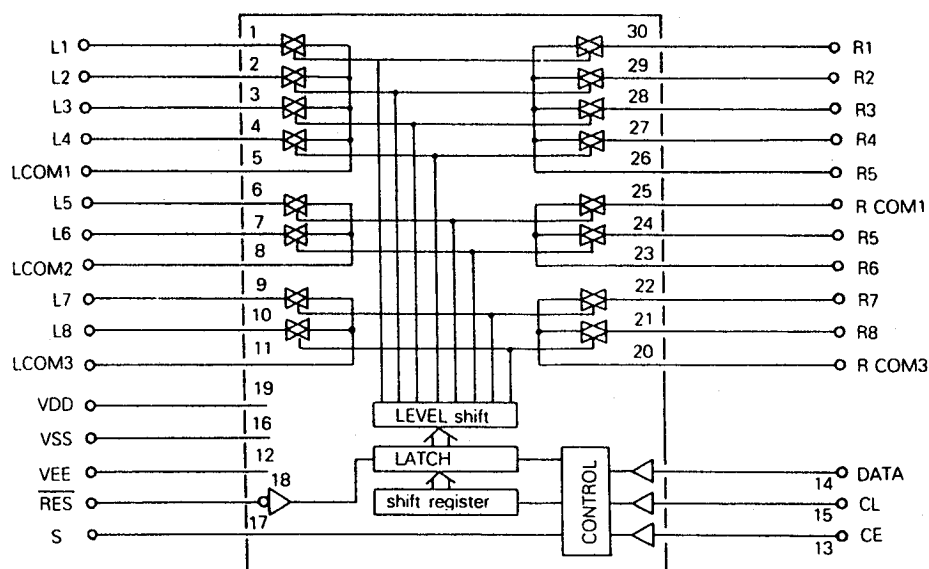 L1 1 30 R1
L2 2 29 R2
L3 3 28 R3
L4 4 27 R4
LCOM1 5 26 R5
L5 6 25 R COM1
L6 7 24 R5
LCOM2 8 23 R6
L7 9 22 R7
L8 10 21 R8
LCOM3 11 20 R COM3
VDD 19
LEVEL shift
VSS 16
VEE 12 LATCH 14 DATA
RES 18 shift register CONTROL 15 CL
S 17 13 CE